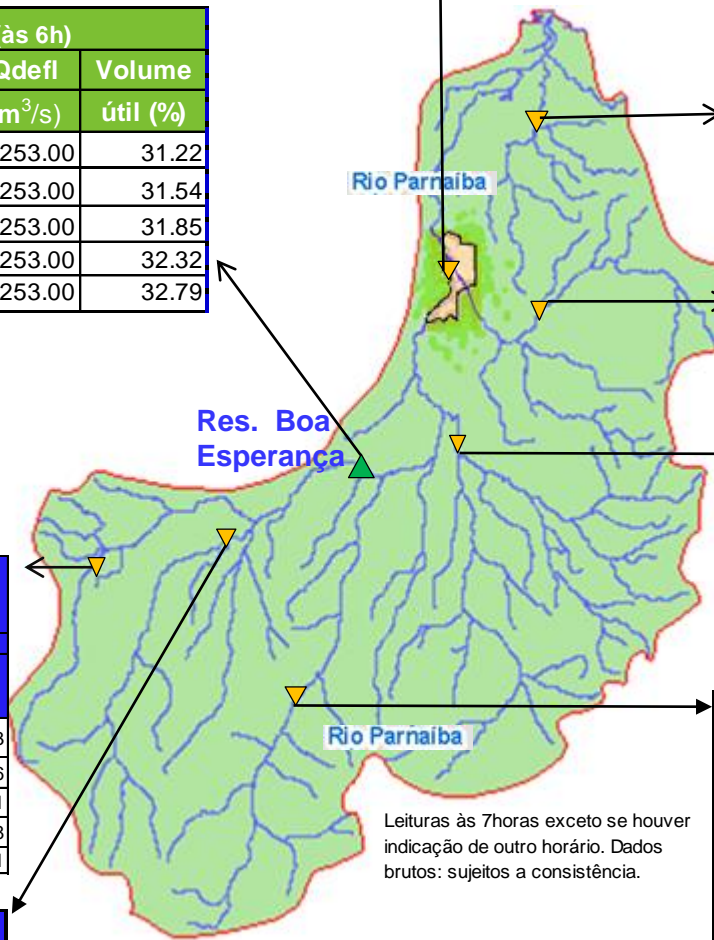 (às 6h)
Qdefl Volume
m³/s) útil (%)
253.00 31.22
253.00 31.54
253.00 31.85
253.00 32.32
253.00 32.79
Rio Parnaíba
Res. Boa
Esperança
Rio Parnaíba
Leituras às 7horas exceto se houver
indicação de outro horário. Dados
brutos: sujeitos a consistência.